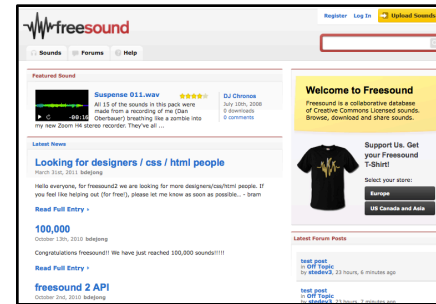 freesound
Register Log In Upload Sounds
Sounds Forums Help
Featured Sound
Suspense 011.wav
All 15 of the sounds in this pack were
made from a recording of me (Dan
Oberbauer) breathing like a zombie into
my new Zoom H4 stereo recorder. They've all ...
-00:16
DJ Chronos
July 10th, 2008
0 downloads
0 comments
Latest News
Looking for designers / css / html people
March 31st, 2011 bdejong
Hello everyone, for freesound2 we are looking for more designers/css/html people. If
you feel like helping out (for free!), please let me know as soon as possible.. - bram
Read Full Entry ›
100,000
October 13th, 2010 bdejong
Congratulations freesound!! We have just reached 100,000 sounds!!!!!
Read Full Entry ›
freesound 2 API
October 2nd, 2010 bdejong
Welcome to Freesound
Freesound is a collaborative database
of Creative Commons Licensed sounds.
Browse, download and share sounds.
Support Us. Get
your Freesound
T-Shirt!
Select your store:
Europe
US Canada and Asia
Latest Forum Posts
test post
in Off Topic
by stedev3, 23 hours, 6 minutes ago
test post
in Off Topic
by stedev3, 23 hours, 7 minutes ago